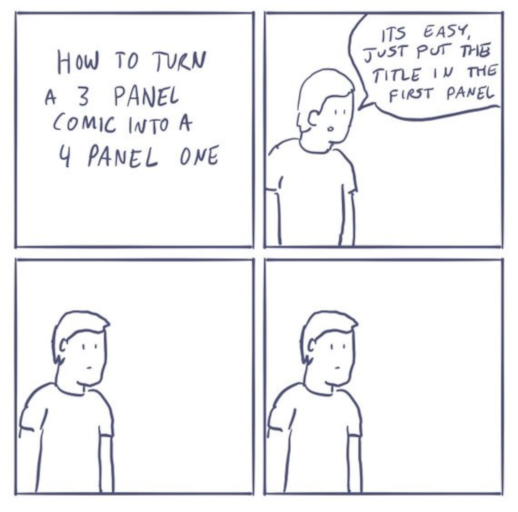 HOW TO TURN
A 3 PANEL
COMIC INTO A
4 PANEL ONE
ITS EASY,
JUST PUT THE
TITLE IN THE
FIRST PANEL